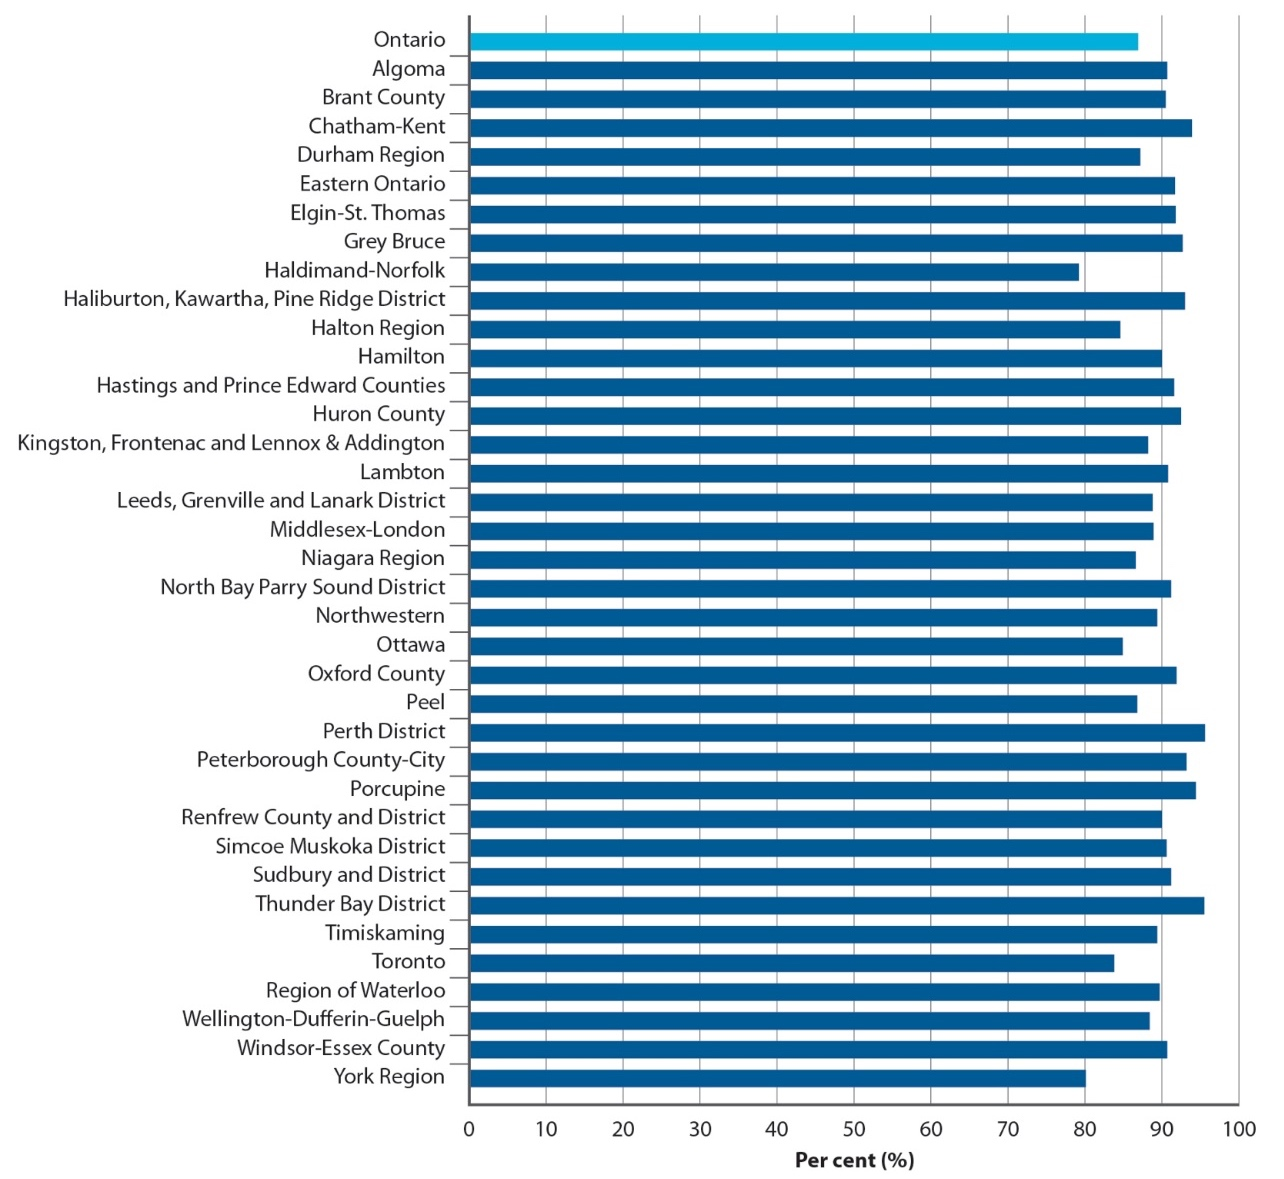 Ontario
Algoma
Brant County
Chatham-Kent
Durham Region
Eastern Ontario
Elgin-St. Thomas
Grey Bruce
Haldimand-Norfolk
Haliburton, Kawartha, Pine Ridge District
Halton Region
Hamilton
Hastings and Prince Edward Counties
Huron County
Kingston, Frontenac and Lennox & Addington
Lambton
Leeds, Grenville and Lanark District
Middlesex-London
Niagara Region
North Bay Parry Sound District
Northwestern
Ottawa
Oxford County
Peel
Perth District
Peterborough County-City
Porcupine
Renfrew County and District
Simcoe Muskoka District
Sudbury and District
Thunder Bay District
Timiskaming
Toronto
Region of Waterloo
Wellington-Dufferin-Guelph
Windsor-Essex County
York Region
0 10 20 30 40 50 60 70 80 90 100
Per cent (%)